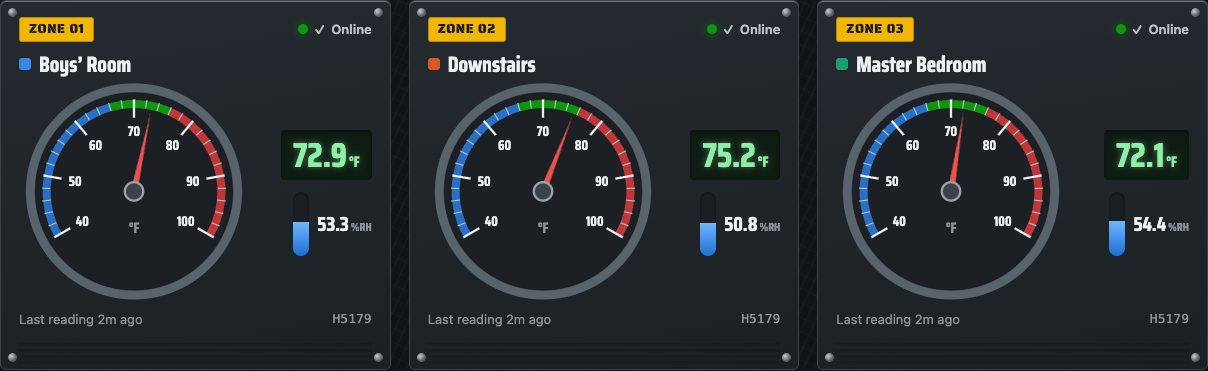 ZONE 01
✓ Online
Boys’ Room
40
50
60
70
80
90
100
°F
72.9°F
53.3%RH
Last reading 2m ago
H5179
ZONE 02
✓ Online
Downstairs
40
50
60
70
80
90
100
°F
75.2°F
50.8%RH
Last reading 2m ago
H5179
ZONE 03
✓ Online
Master Bedroom
40
50
60
70
80
90
100
°F
72.1°F
54.4%RH
Last reading 2m ago
H5179